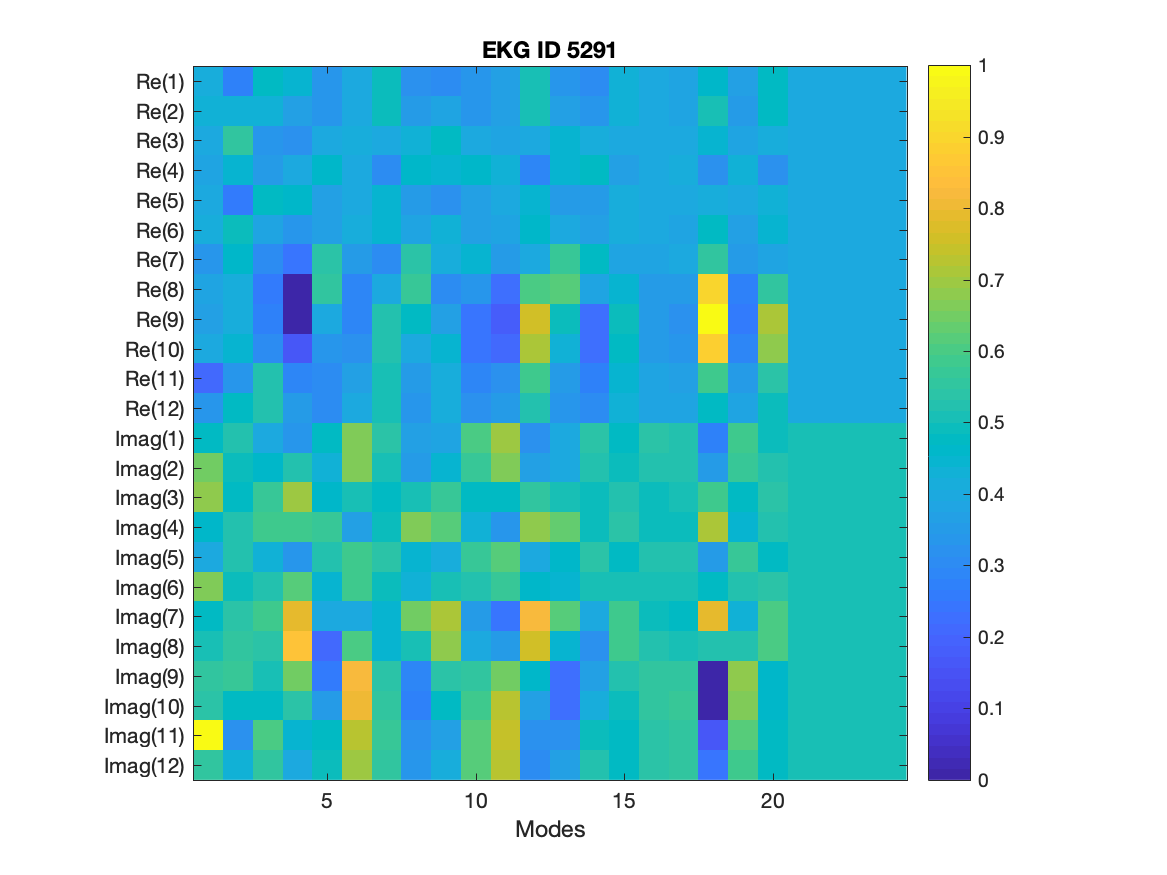 EKG ID 5291
Re(1)
Re(2)
Re(3)
Re(4)
Re(5)
Re(6)
Re(7)
Re(8)
Re(9)
Re(10)
Re(11)
Re(12)
Imag(1)
Imag(2)
Imag(3)
Imag(4)
Imag(5)
Imag(6)
Imag(7)
Imag(8)
Imag(9)
Imag(10)
Imag(11)
Imag(12)
5 10 15 20
Modes
1
0.9
0.8
0.7
0.6
0.5
0.4
0.3
0.2
0.1
0